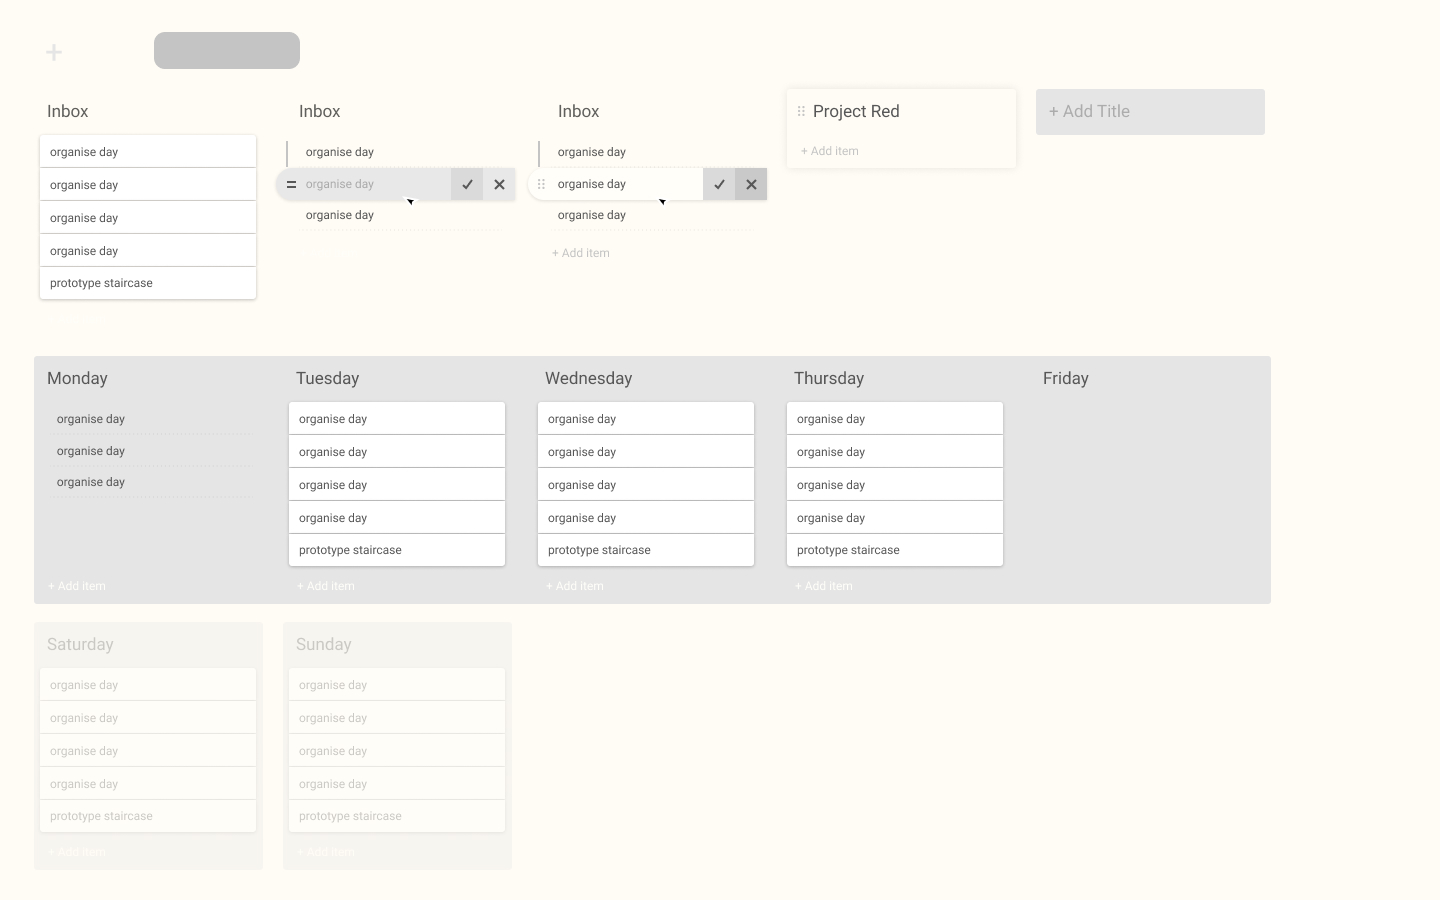 +
Inbox
organise day
organise day
organise day
organise day
prototype staircase
Inbox
organise day
organise day
organise day
Inbox
organise day
organise day
organise day
+ Add item
Project Red
+ Add item
+ Add Title
Monday
organise day
organise day
organise day
+ Add item
Tuesday
organise day
organise day
organise day
organise day
prototype staircase
+ Add item
Wednesday
organise day
organise day
organise day
organise day
prototype staircase
+ Add item
Thursday
organise day
organise day
organise day
organise day
prototype staircase
+ Add item
Friday
Saturday
organise day
organise day
organise day
organise day
prototype staircase
+ Add item
Sunday
organise day
organise day
organise day
organise day
prototype staircase
+ Add item